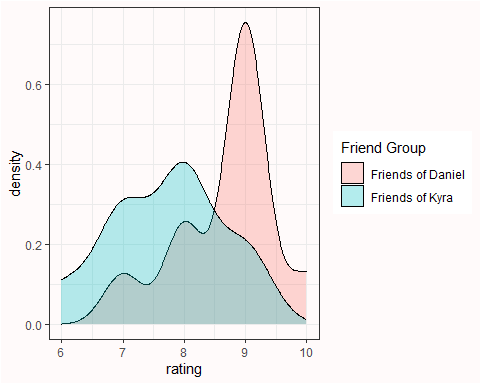 density
0.6
0.4
0.2
0.0
6 7 8 9 10
rating
Friend Group
Friends of Daniel
Friends of Kyra